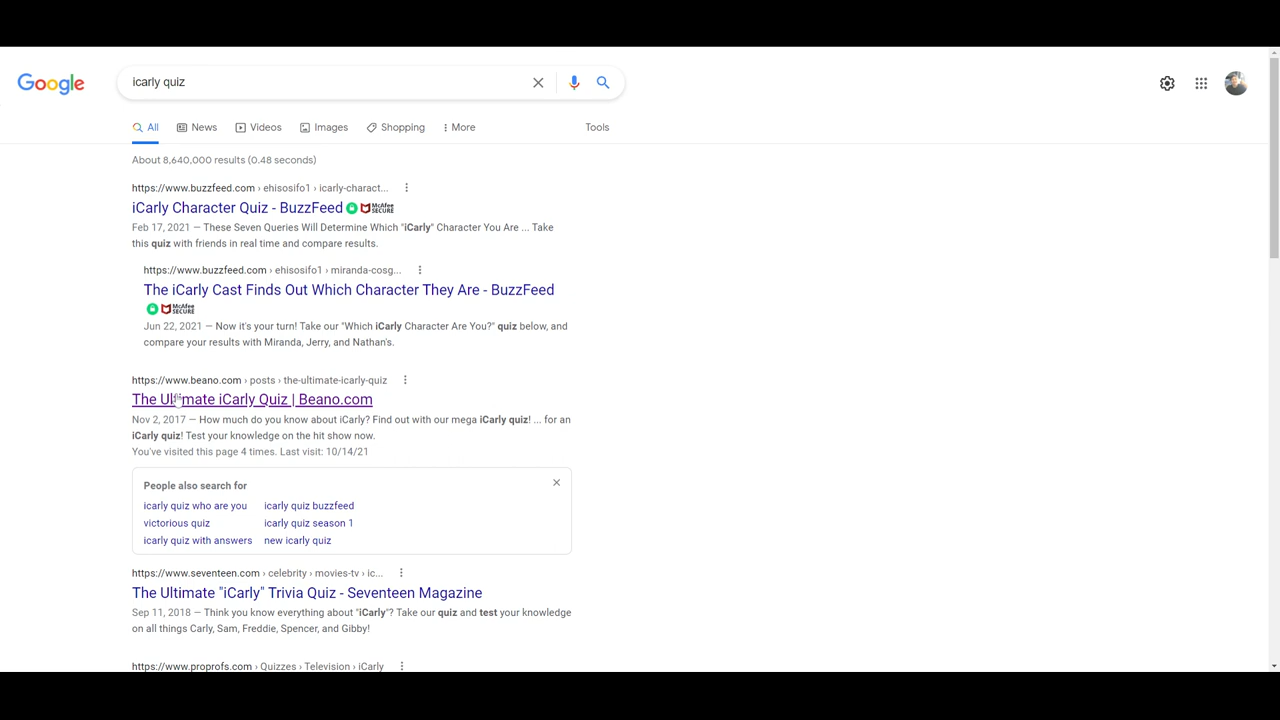 Google
icarly quiz
All News Videos Images Shopping More Tools
About 8,640,000 results (0.48 seconds)
https://www.buzzfeed.com › ehisosifo1 › icarly-charact...
iCarly Character Quiz - BuzzFeed McAfee SECURE
Feb 17, 2021 — These Seven Queries Will Determine Which "iCarly" Character You Are ... Take
this quiz with friends in real time and compare results.
https://www.buzzfeed.com › ehisosifo1 › miranda-cosg...
The iCarly Cast Finds Out Which Character They Are - BuzzFeed
McAfee SECURE
Jun 22, 2021 — Now it's your turn! Take our "Which iCarly Character Are You?" quiz below, and
compare your results with Miranda, Jerry, and Nathan's.
https://www.beano.com › posts › the-ultimate-icarly-quiz
The Ultimate iCarly Quiz | Beano.com
Nov 2, 2017 — How much do you know about iCarly? Find out with our mega iCarly quiz! ... for an
iCarly quiz! Test your knowledge on the hit show now.
You've visited this page 4 times. Last visit: 10/14/21
People also search for
icarly quiz who are you icarly quiz buzzfeed
victorious quiz icarly quiz season 1
icarly quiz with answers new icarly quiz
https://www.seventeen.com › celebrity › movies-tv › ic...
The Ultimate "iCarly" Trivia Quiz - Seventeen Magazine
Sep 11, 2018 — Think you know everything about "iCarly"? Take our quiz and test your knowledge
on all things Carly, Sam, Freddie, Spencer, and Gibby!
https://www.proprofs.com › Quizzes › Television › iCarly